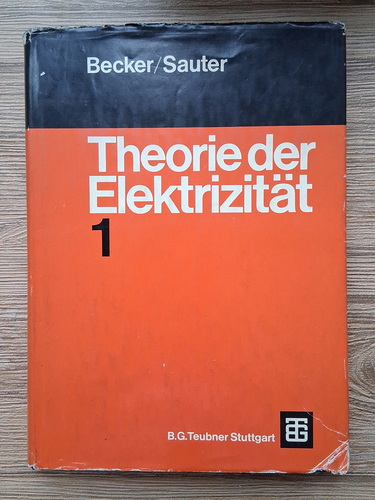 Becker/Sauter
Theorie der
Elektrizität
1
B.G.Teubner Stuttgart